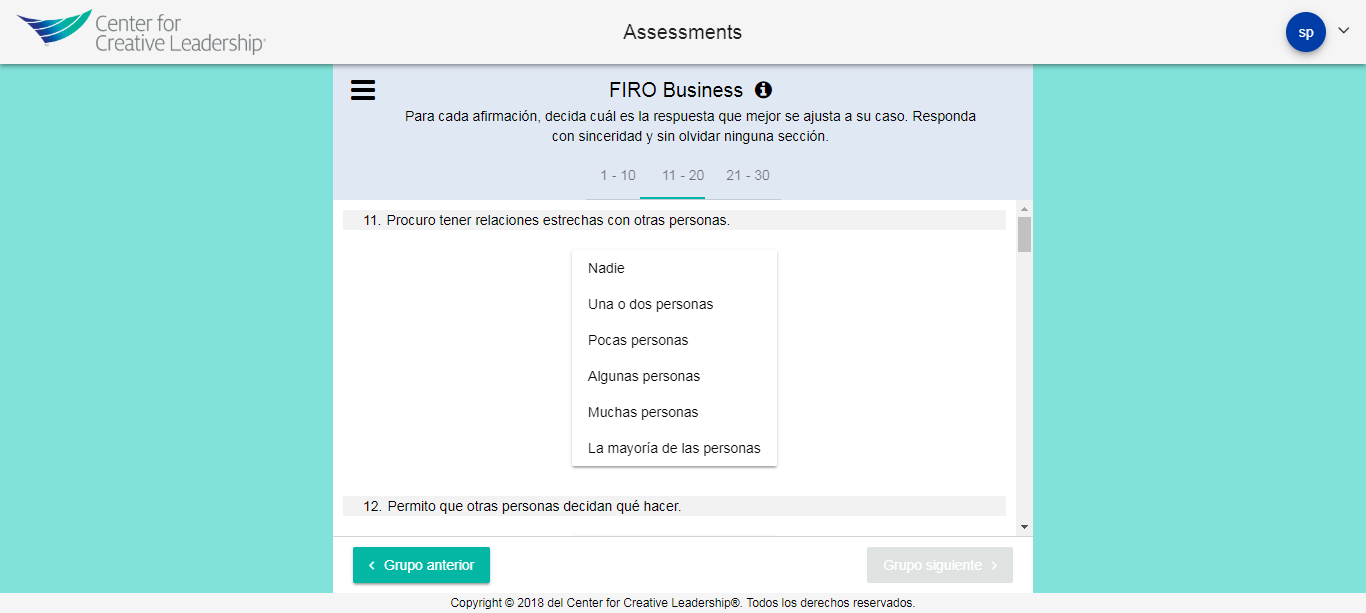 Center for
Creative Leadership®
Assessments
sp
FIRO Business
Para cada afirmación, decida cuál es la respuesta que mejor se ajusta a su caso. Responda
con sinceridad y sin olvidar ninguna sección.
1 - 10 11 - 20 21 - 30
11. Procuro tener relaciones estrechas con otras personas.
Nadie
Una o dos personas
Pocas personas
Algunas personas
Muchas personas
La mayoría de las personas
12. Permito que otras personas decidan qué hacer.
Grupo anterior
Grupo siguiente
Copyright © 2018 del Center for Creative Leadership®. Todos los derechos reservados.